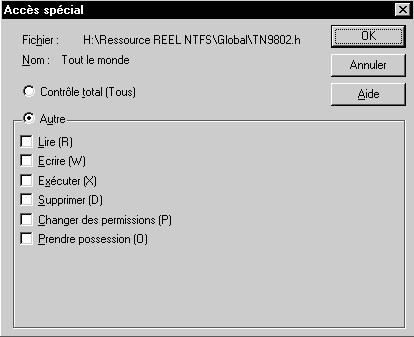 Accès spécial
Fichier : H:\Ressource REEL NTFS\Global\TN9802.h
OK
Nom : Tout le monde
Annuler
Contrôle total (Tous)
Aide
Autre
Lire (R)
Ecrire (W)
Exécuter (X)
Supprimer (D)
Changer des permissions (P)
Prendre possession (O)